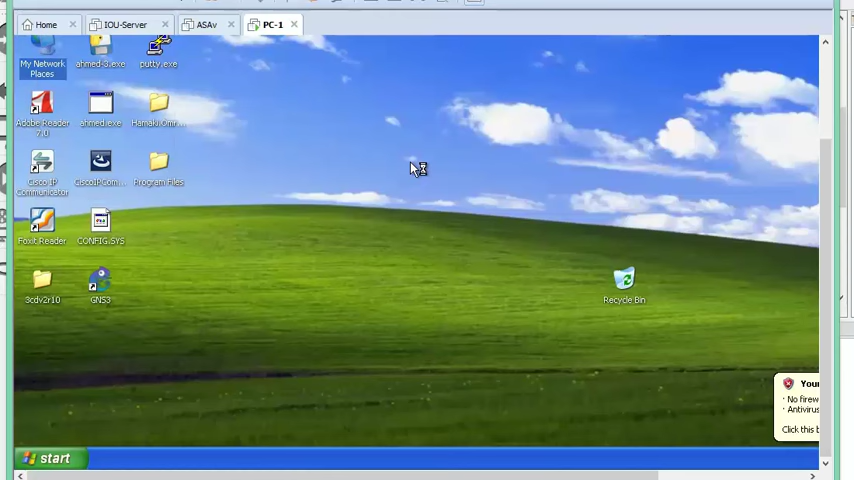 Home
IOU-Server
ASAv
PC-1
My Network
Places
ahmed-3.exe
putty.exe
Adobe Reader
7.0
ahmed.exe
Cisco IP
Communicator
CiscoIPCom...
Program Files
Foxit Reader
CONFIG.SYS
3cdv2r10
GNS3
Recycle Bin
start
· No firew
· Antivirus
Click this b